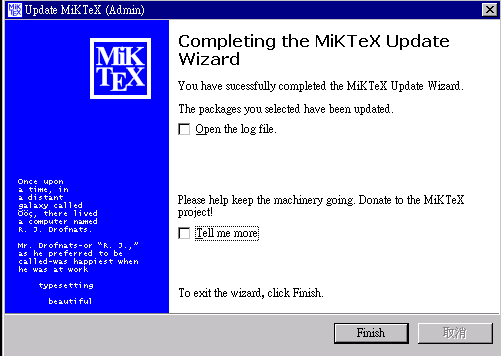 Update MiKTeX (Admin)
MiK
TEX
Completing the MiKTeX Update
Wizard
You have sucessfully completed the MiKTeX Update Wizard.
The packages you selected have been updated.
Open the log file.
Once upon
a time, in
a distant
galaxy called
Ööç, there lived
a computer named
R. J. Drofnats.
Mr. Drofnats-or “R. J.,”
as he preferred to be
called-was happiest when
he was at work
typesetting
beautiful
Please help keep the machinery going. Donate to the MiKTeX
project!
Tell me more
To exit the wizard, click Finish.
Finish
取消